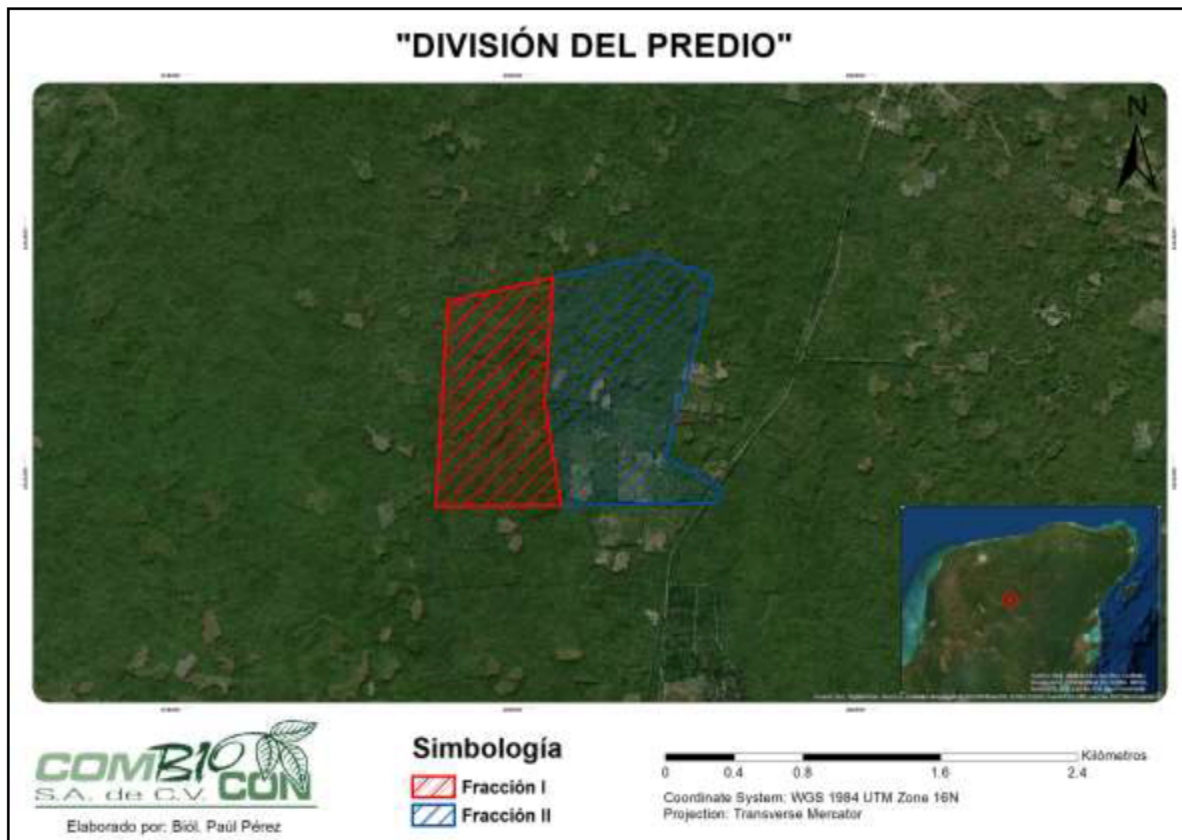 "DIVISIÓN DEL PREDIO"
N
COMBIOCON
S.A. de C.V.
Elaborado por: Biól. Paúl Pérez
Simbología
Fracción I
Fracción II
Kilómetros
0 0.4 0.8 1.6 2.4
Coordinate System: WGS 1984 UTM Zone 16N
Projection: Transverse Mercator